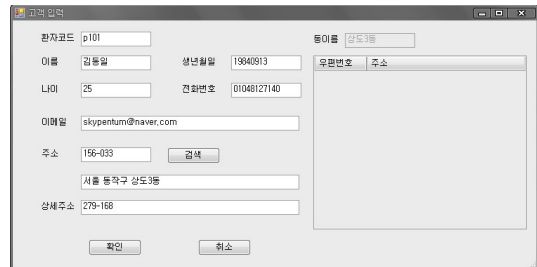 고객 입력
환자코드 p101
이름 김동일 생년월일 19840913
나이 25 전화번호 01048127140
이메일 skypentum@naver.com
주소 156-033 검색
서울 동작구 상도3동
상세주소 279-168
확인 취소
동이름 상도3동
우편번호 주소